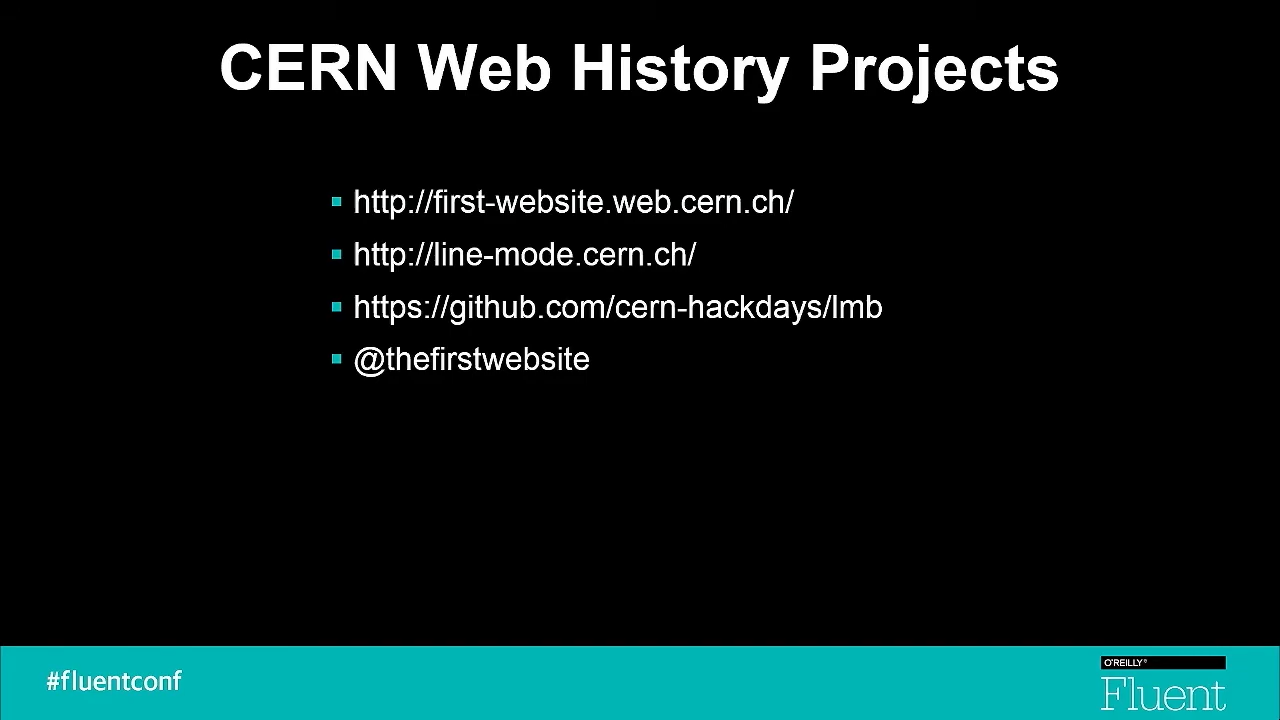 CERN Web History Projects
http://first-website.web.cern.ch/
http://line-mode.cern.ch/
https://github.com/cern-hackdays/lmb
@thefirstwebsite
#fluentconf
O'REILLY®
Fluent